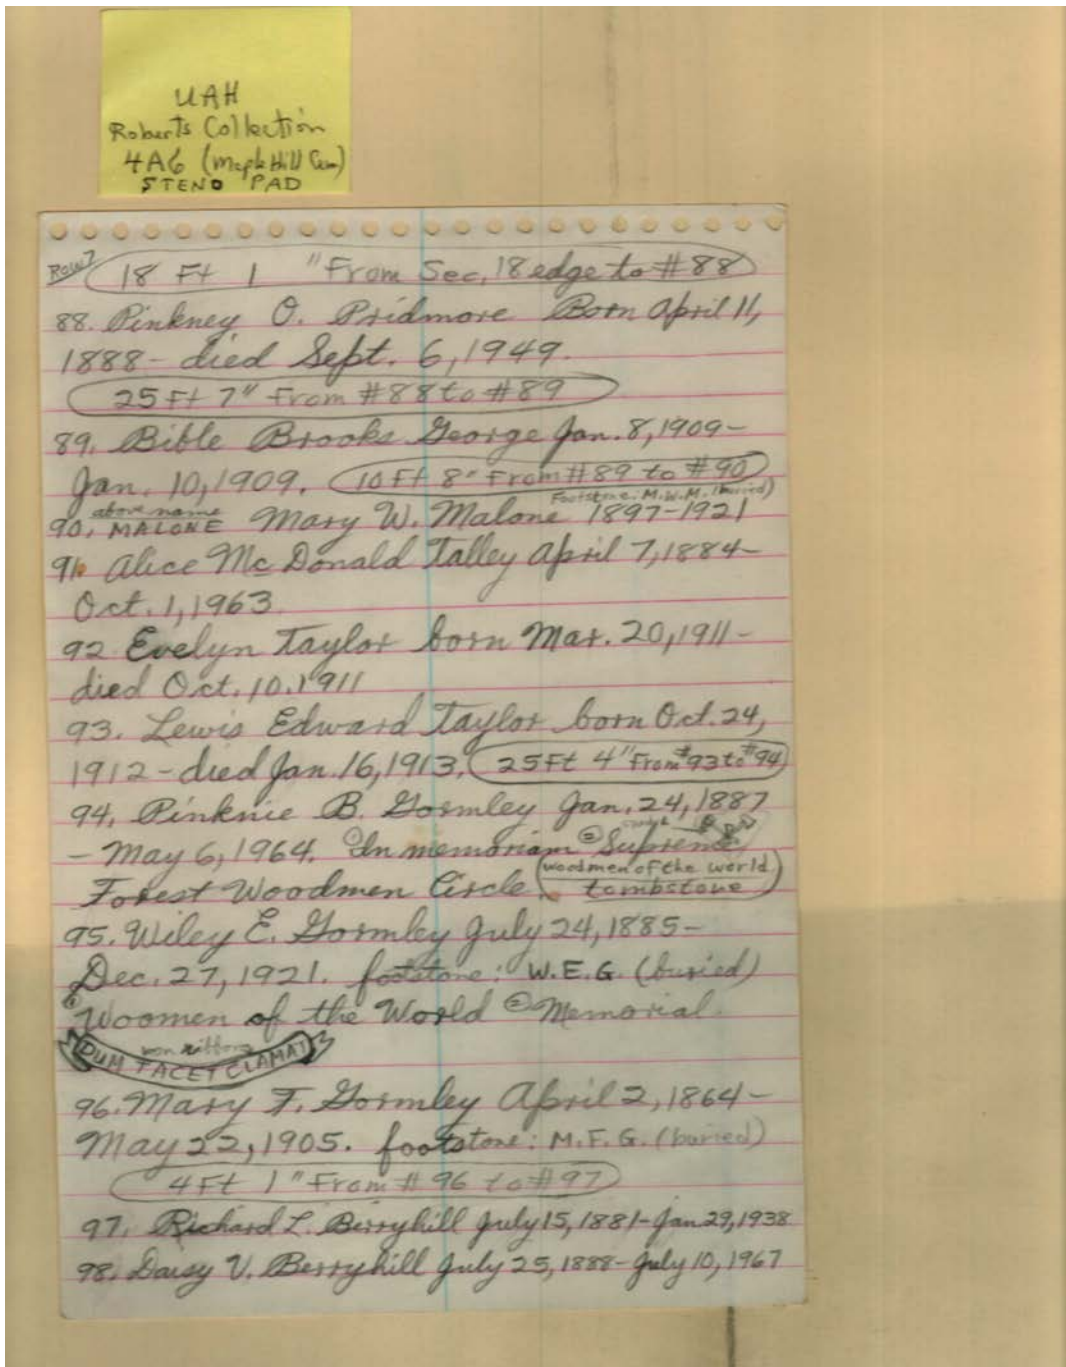 UAH
Roberts Collection
4A6 (Maple Hill Cem)
STENO PAD
Row 7 18 Ft 1 " From Sec. 18 edge to #88
88. Pinkney O. Pridmore Born April 11,
1888- died Sept. 6, 1949.
25 Ft 7" From #88 to #89
89. Bible Brooks George Jan. 8, 1909-
Jan. 10, 1909. 10 Ft 8" From #89 to #90
Footstone: M.W.M. (buried)
above name
90. MALONE Mary W. Malone 1897-1921
91. Alice McDonald Talley April 7, 1884-
Oct. 1, 1963
92. Evelyn Taylor born Mar. 20, 1911-
died Oct. 10, 1911
93. Lewis Edward Taylor born Oct. 24,
1912- died Jan. 16, 1913. 25 Ft 4" From #93 to #94
94. Pinknie B. Gormley Jan. 24, 1887
- May 6, 1964. ① In memoriam ② Supreme
Forest Woodmen Circle (woodmen of the world
tombstone)
95. Wiley E. Gormley July 24, 1885-
Dec. 27, 1921. footstone: W.E.G. (buried)
① Woomen of the World ② Memorial.
on ribbon
DUM TACET CLAMAT
96. Mary F. Gormley April 2, 1864-
May 22, 1905. footstone: M.F.G. (buried)
4 Ft 1" From #96 to #97
97. Richard L. Berryhill July 15, 1881- Jan 29, 1938
98. Daisy V. Berryhill July 25, 1888- July 10, 1967